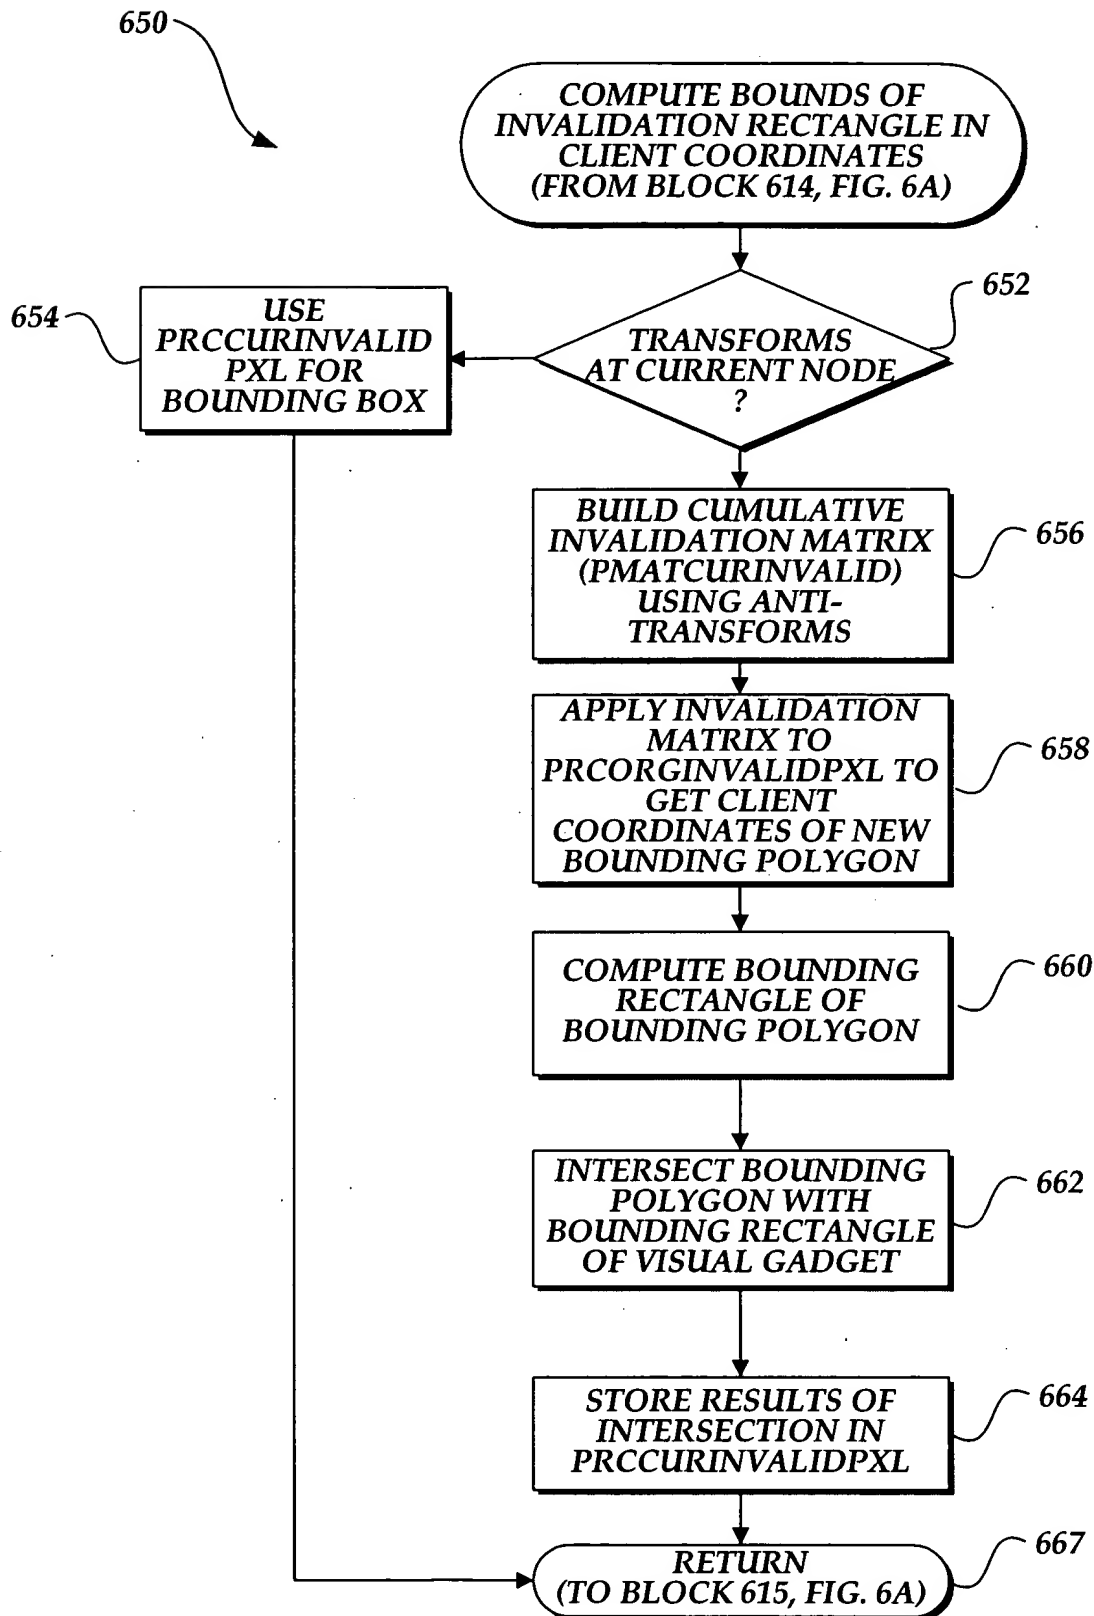 650
COMPUTE BOUNDS OF
INVALIDATION RECTANGLE IN
CLIENT COORDINATES
(FROM BLOCK 614, FIG. 6A)
652
TRANSFORMS
AT CURRENT NODE
?
654
USE
PRCCURINVALID
PXL FOR
BOUNDING BOX
BUILD CUMULATIVE
INVALIDATION MATRIX
(PMATCURINVALID)
USING ANTI-
TRANSFORMS
656
APPLY INVALIDATION
MATRIX TO
PRCORGINVALIDPXL TO
GET CLIENT
COORDINATES OF NEW
BOUNDING POLYGON
658
COMPUTE BOUNDING
RECTANGLE OF
BOUNDING POLYGON
660
INTERSECT BOUNDING
POLYGON WITH
BOUNDING RECTANGLE
OF VISUAL GADGET
662
STORE RESULTS OF
INTERSECTION IN
PRCCURINVALIDPXL
664
RETURN
(TO BLOCK 615, FIG. 6A)
667